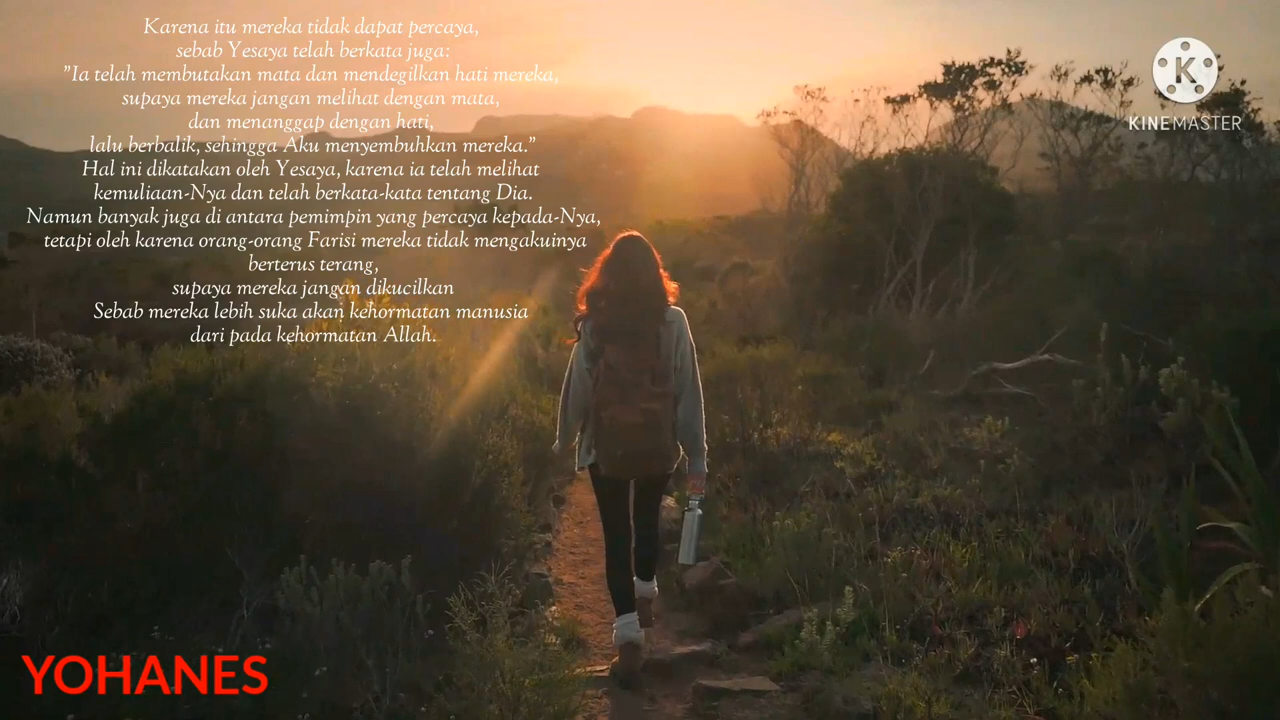 Karena itu mereka tidak dapat percaya,
sebab Yesaya telah berkata juga:
"Ia telah membutakan mata dan mendegilkan hati mereka,
supaya mereka jangan melihat dengan mata,
dan menanggap dengan hati,
lalu berbalik, sehingga Aku menyembuhkan mereka."
Hal ini dikatakan oleh Yesaya, karena ia telah melihat
kemuliaan-Nya dan telah berkata-kata tentang Dia.
Namun banyak juga di antara pemimpin yang percaya kepada-Nya,
tetapi oleh karena orang-orang Farisi mereka tidak mengakuinya
berterus terang,
supaya mereka jangan dikucilkan
Sebab mereka lebih suka akan kehormatan manusia
dari pada kehormatan Allah.
K
KINEMASTER
YOHANES